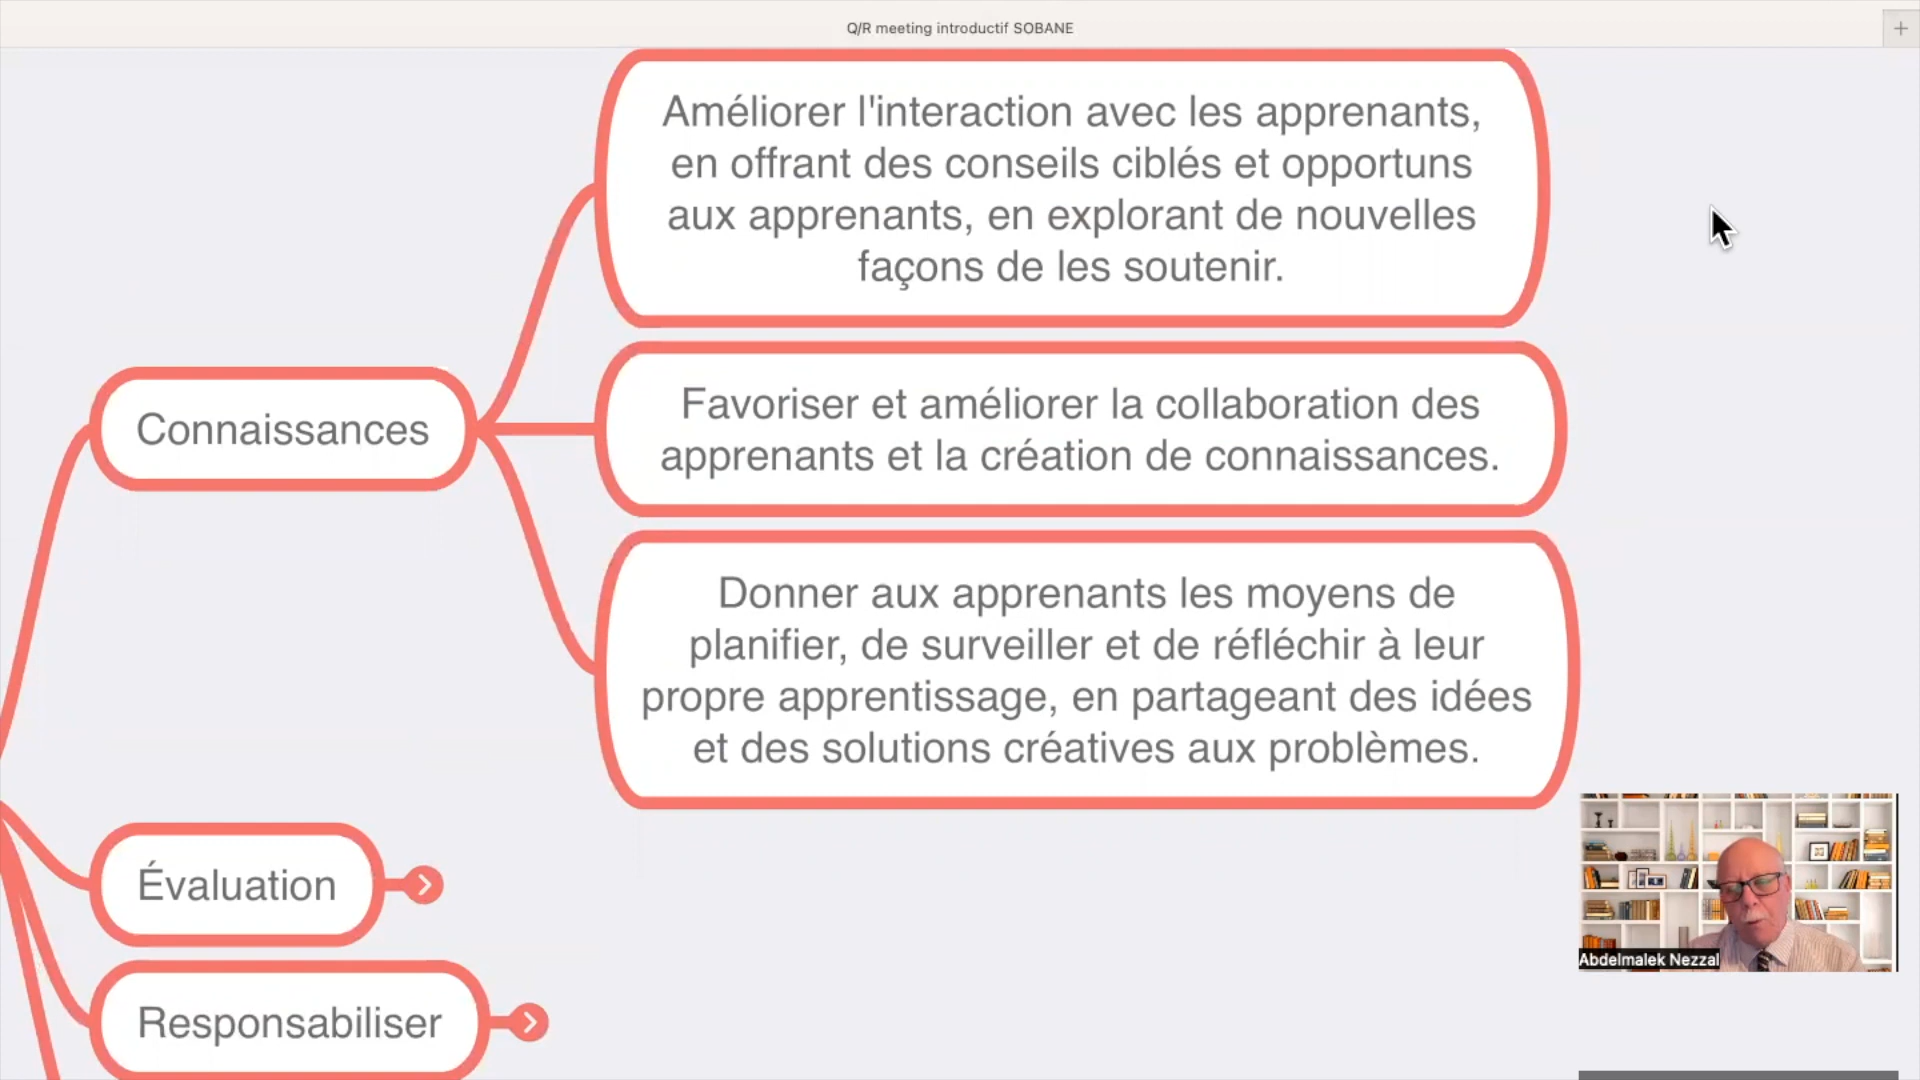 Q/R meeting introductif SOBANE
Améliorer l'interaction avec les apprenants,
en offrant des conseils ciblés et opportuns
aux apprenants, en explorant de nouvelles
façons de les soutenir.
Connaissances
Favoriser et améliorer la collaboration des
apprenants et la création de connaissances.
Donner aux apprenants les moyens de
planifier, de surveiller et de réfléchir à leur
propre apprentissage, en partageant des idées
et des solutions créatives aux problèmes.
Évaluation
Responsabiliser
Abdelmalek Nezzal